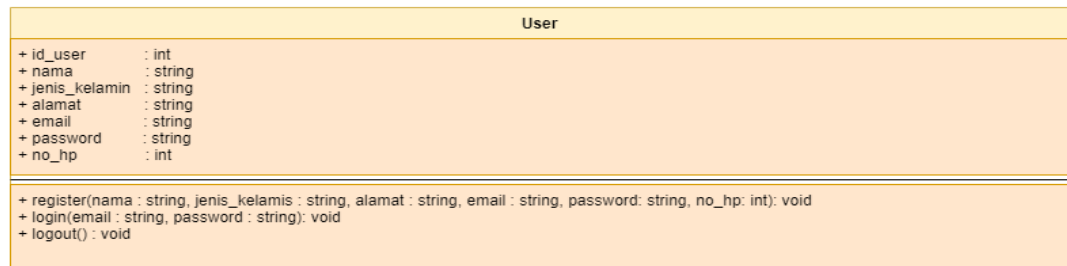 User
+ id_user : int
+ nama : string
+ jenis_kelamin : string
+ alamat : string
+ email : string
+ password : string
+ no_hp : int
+ register(nama : string, jenis_kelamis : string, alamat : string, email : string, password: string, no_hp: int): void
+ login(email : string, password : string): void
+ logout() : void